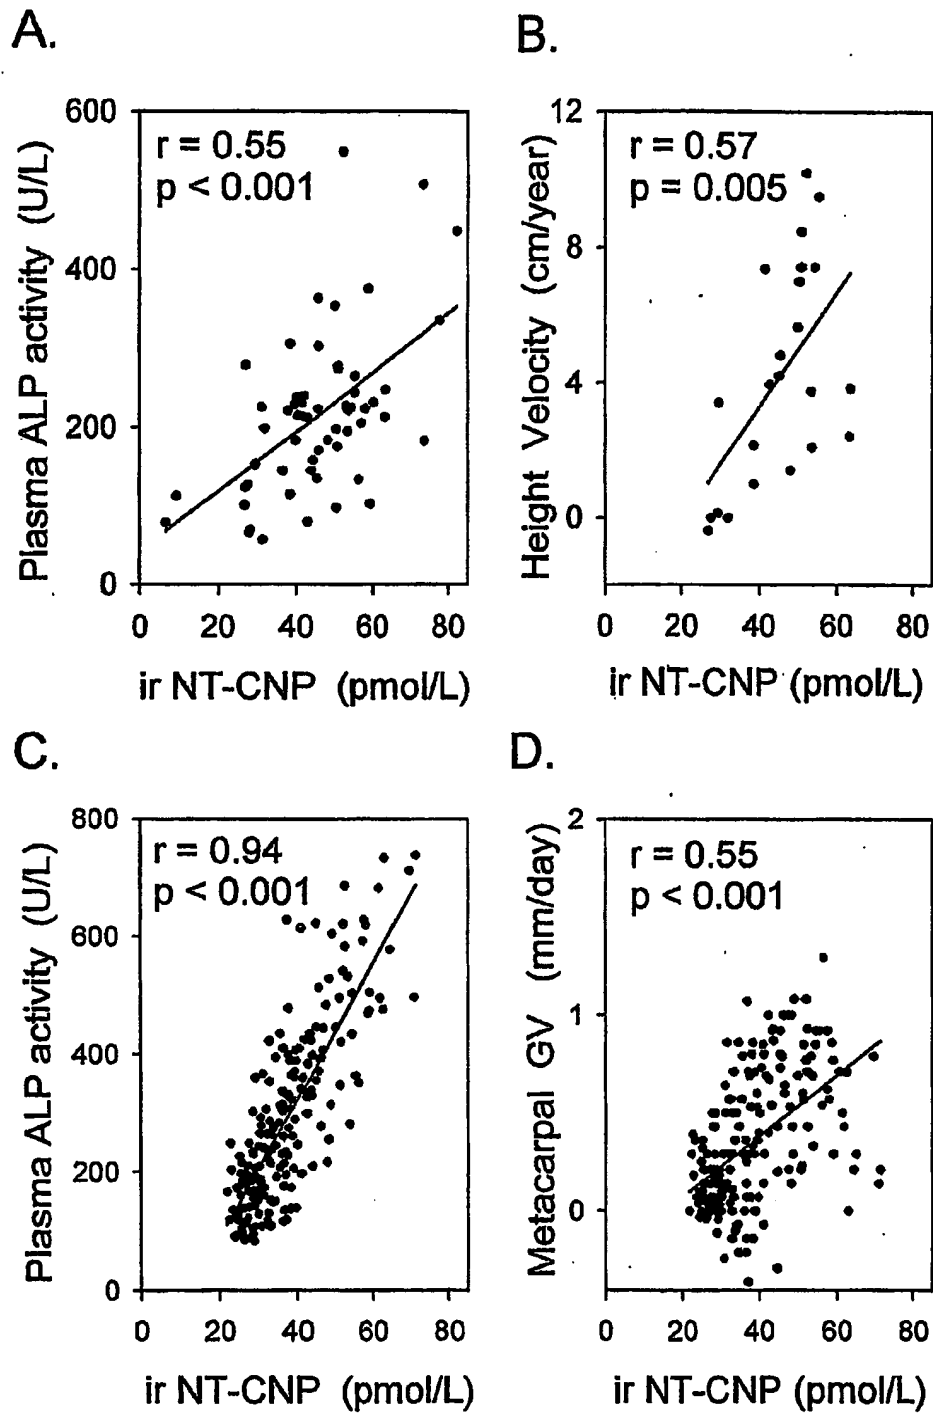 A.
Plasma ALP activity (U/L)
600
400
200
0
r = 0.55
p < 0.001
0 20 40 60 80
ir NT-CNP (pmol/L)
B.
Height Velocity (cm/year)
12
8
4
0
r = 0.57
p = 0.005
0 20 40 60 80
ir NT-CNP (pmol/L)
C.
Plasma ALP activity (U/L)
800
600
400
200
0
r = 0.94
p < 0.001
0 20 40 60 80
ir NT-CNP (pmol/L)
D.
Metacarpal GV (mm/day)
2
1
0
r = 0.55
p < 0.001
0 20 40 60 80
ir NT-CNP (pmol/L)